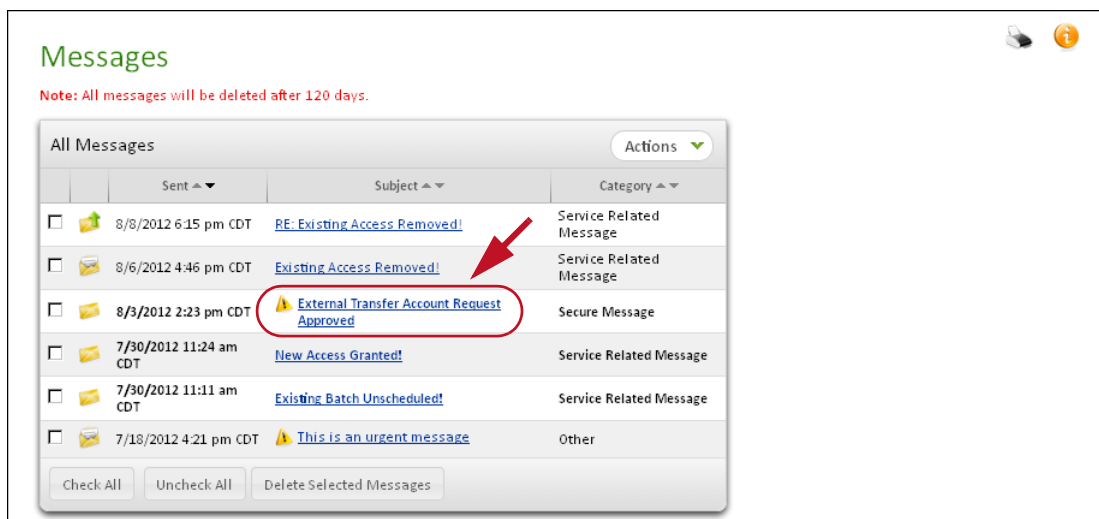 Messages
Note: All messages will be deleted after 120 days.
All Messages
Actions
Sent Subject Category
8/8/2012 6:15 pm CDT RE: Existing Access Removed! Service Related
Message
8/6/2012 4:46 pm CDT Existing Access Removed! Service Related
Message
8/3/2012 2:23 pm CDT External Transfer Account Request
Approved Secure Message
7/30/2012 11:24 am
CDT New Access Granted! Service Related Message
7/30/2012 11:11 am
CDT Existing Batch Unscheduled! Service Related Message
7/18/2012 4:21 pm CDT This is an urgent message Other
Check All Uncheck All Delete Selected Messages